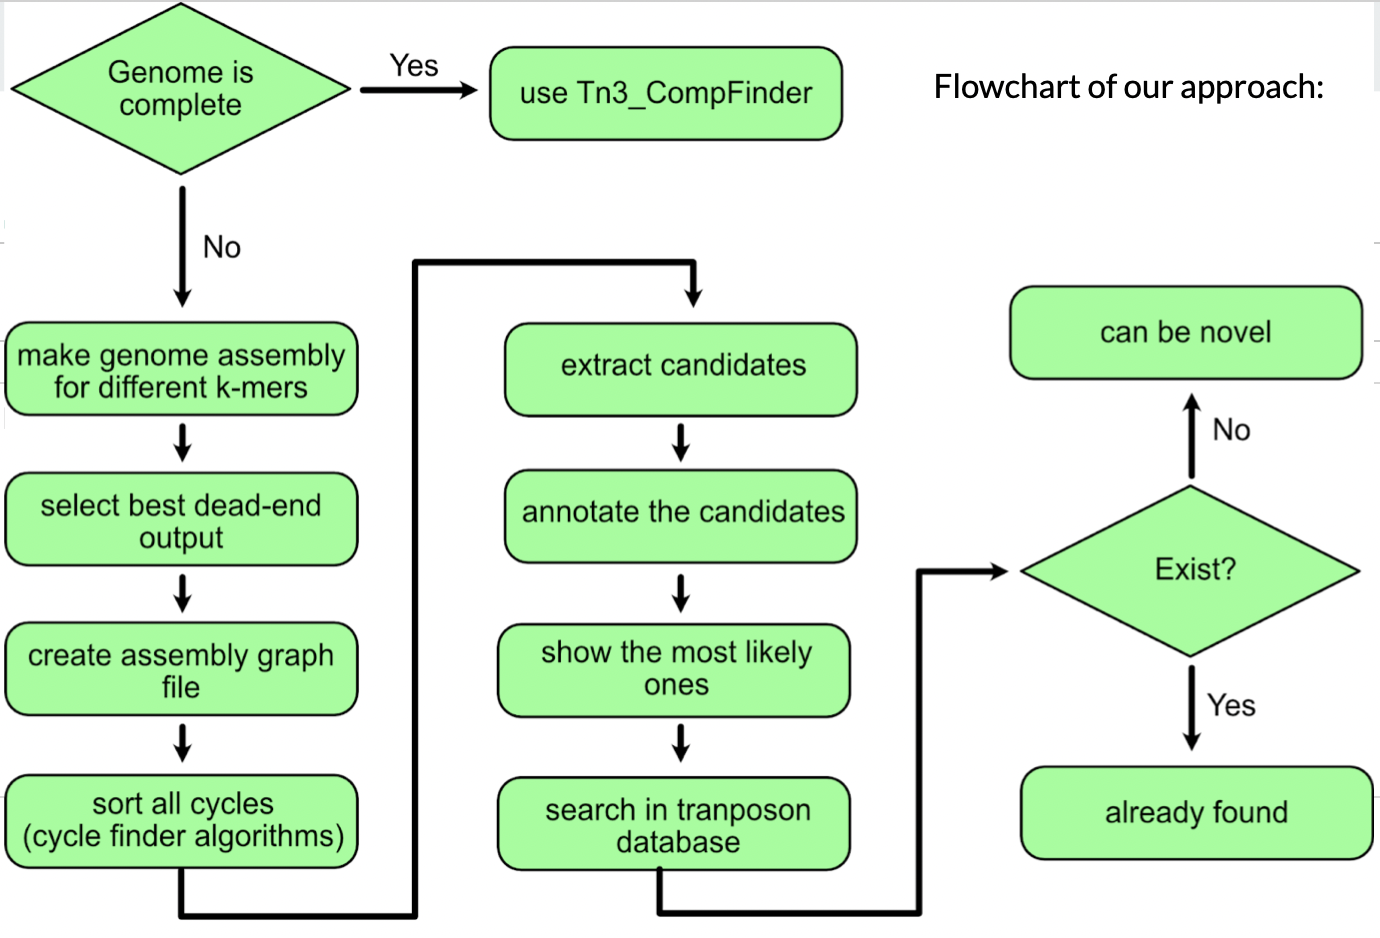 Genome is
complete
Yes
use Tn3_CompFinder
Flowchart of our approach:
No
make genome assembly
for different k-mers
select best dead-end
output
create assembly graph
file
sort all cycles
(cycle finder algorithms)
extract candidates
annotate the candidates
show the most likely
ones
search in tranposon
database
can be novel
No
Exist?
Yes
already found